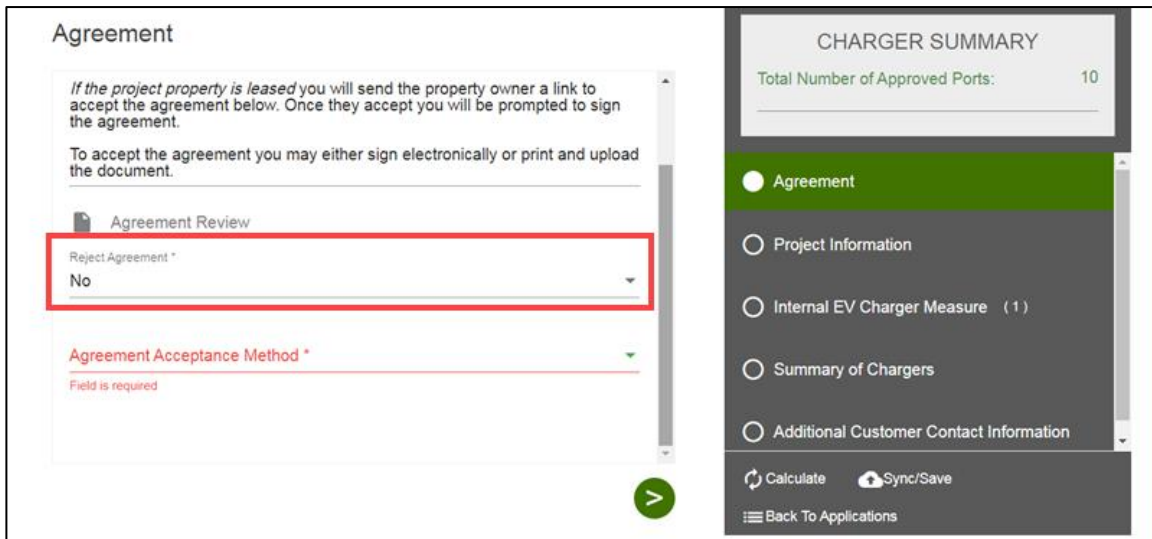 Agreement
If the project property is leased you will send the property owner a link to
accept the agreement below. Once they accept you will be prompted to sign
the agreement.
To accept the agreement you may either sign electronically or print and upload
the document.
Agreement Review
Reject Agreement *
No
Agreement Acceptance Method *
Field is required
>
CHARGER SUMMARY
Total Number of Approved Ports: 10
Agreement
Project Information
Internal EV Charger Measure (1)
Summary of Chargers
Additional Customer Contact Information
Calculate Sync/Save
Back To Applications